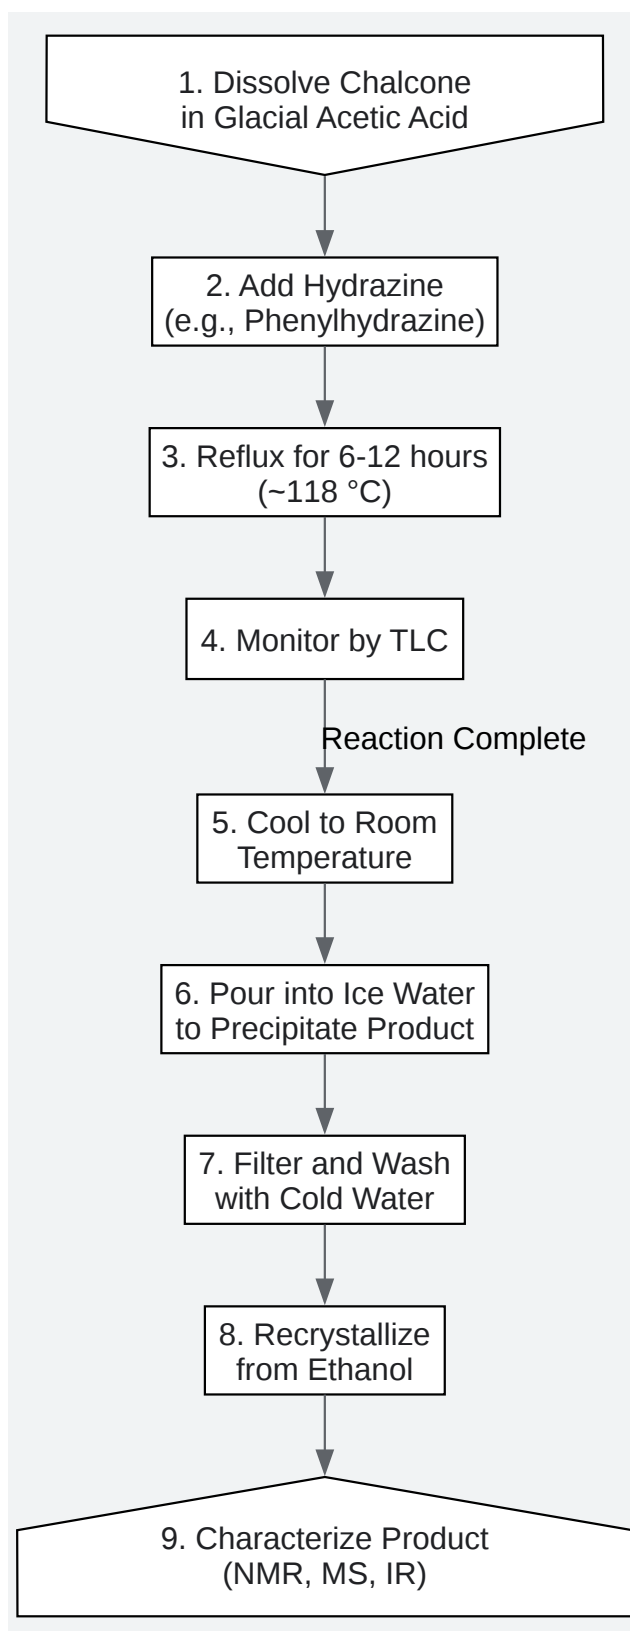 1. Dissolve Chalcone
in Glacial Acetic Acid
2. Add Hydrazine
(e.g., Phenylhydrazine)
3. Reflux for 6-12 hours
(~118 °C)
4. Monitor by TLC
Reaction Complete
5. Cool to Room
Temperature
6. Pour into Ice Water
to Precipitate Product
7. Filter and Wash
with Cold Water
8. Recrystallize
from Ethanol
9. Characterize Product
(NMR, MS, IR)